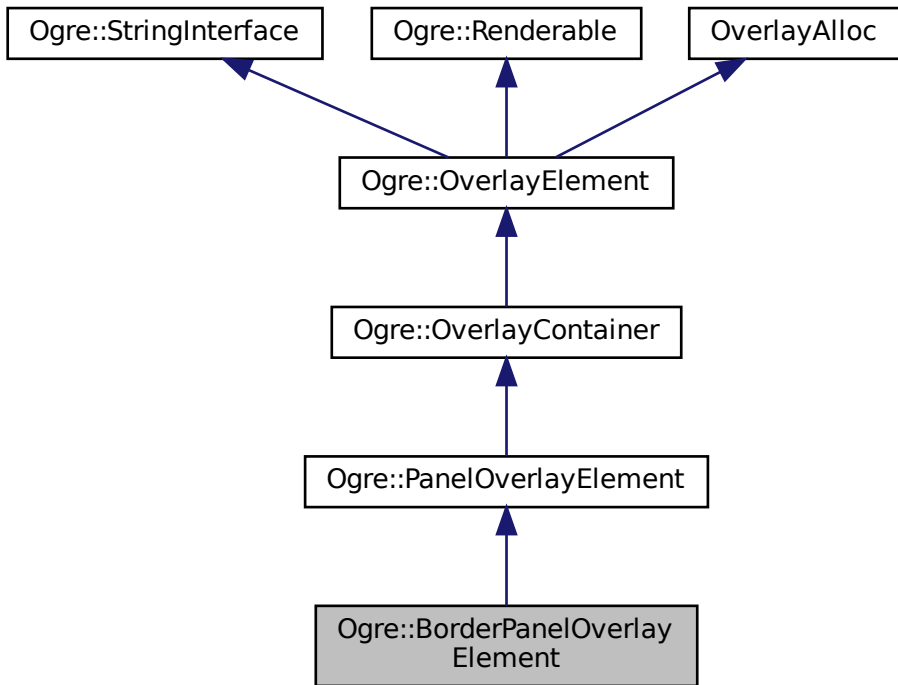 Ogre::StringInterface
Ogre::Renderable
OverlayAlloc
Ogre::OverlayElement
Ogre::OverlayContainer
Ogre::PanelOverlayElement
Ogre::BorderPanelOverlay
Element